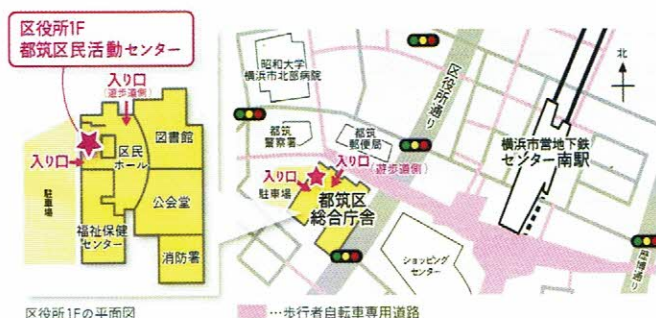 区役所1F
都筑区民活動センター
入り口
(遊歩道側)
入り口
区民
ホール
図書館
公会堂
駐車場
福祉保健
センター
消防署
区役所1Fの平面図
昭和大学
横浜市北部病院
区役所通り
北
都筑
警察署
都筑
郵便局
横浜市営地下鉄
センター南駅
入り口
入り口
(遊歩道側)
駐車場
都筑区
総合庁舎
ショッピング
センター
歴博通り
…歩行者自転車専用道路